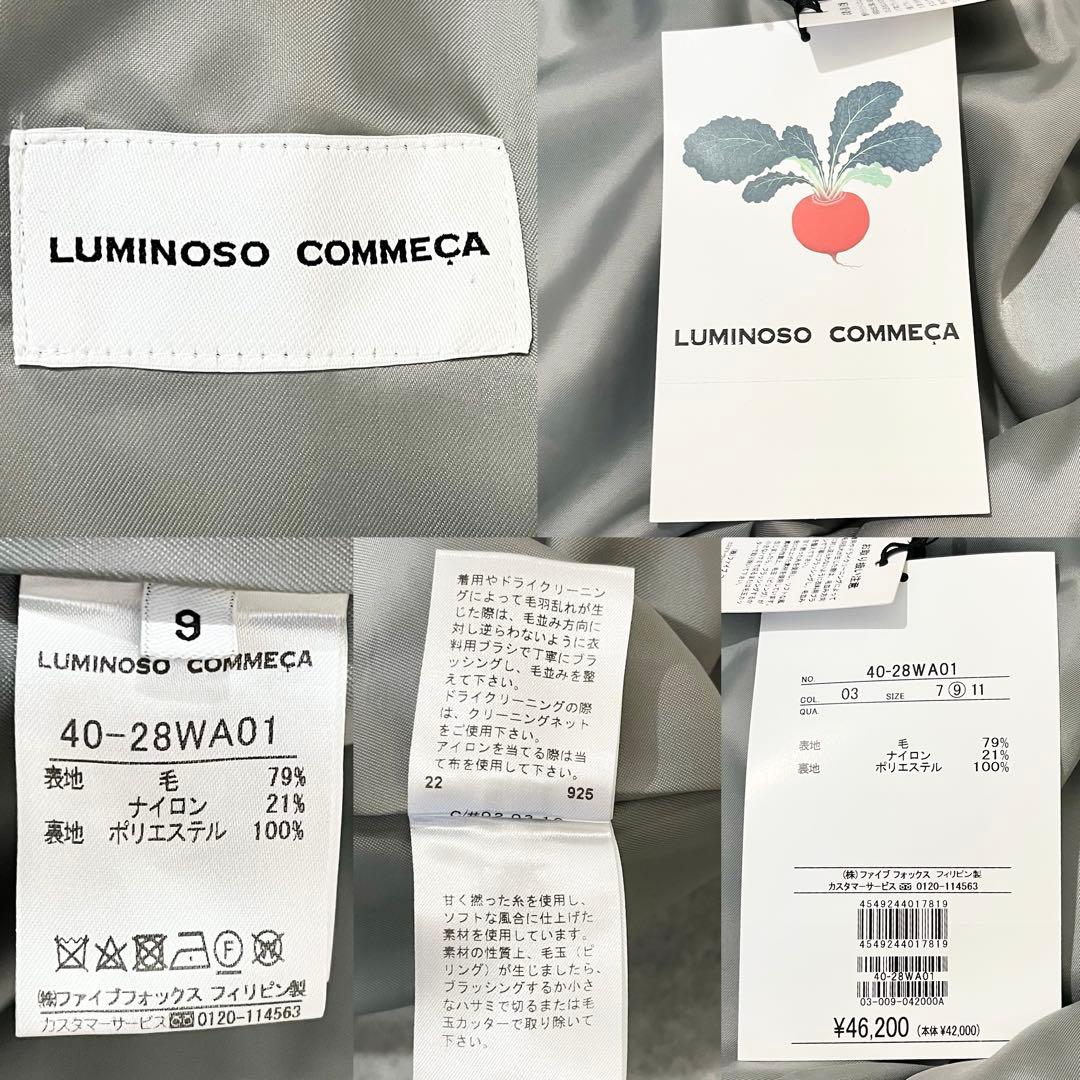 LUMINOSO COMMEÇA
LUMINOSO COMMEÇA
9
LUMINOSO COMMEÇA
40-28WA01
表地 毛 79%
ナイロン 21%
裏地 ポリエステル 100%
㈱ファイブフォックス フィリピン製
カスタマーサービス 0120-114563
着用やドライクリーニン
グによって毛羽乱れが生
じた際は、毛並み方向に
対し逆らわないように衣
料用ブラシで丁寧にブラ
ッシングし、毛並みを整
えて下さい。
ドライクリーニングの際
は、クリーニングネット
をご使用下さい。
アイロンを当てる際は当
て布を使用して下さい。
22 925
甘く撚った糸を使用し、
ソフトな風合に仕上げた
素材を使用しています。
素材の性質上、毛玉(ピ
リング)が生じましたら、
ブラッシングするか小さ
なハサミで切るまたは毛
玉カッターで取り除いて
下さい。
お取り扱い注意
NO. 40-28WA01
COL. 03 SIZE 7 ⑨ 11
QUA.
表地 毛 79%
ナイロン 21%
裏地 ポリエステル 100%
(株)ファイブ フォックス フィリピン製
カスタマーサービス 0120-114563
4549244017819
4549244017819
40-28WA01
03-009-042000A
¥46,200 (本体 ¥42,000)